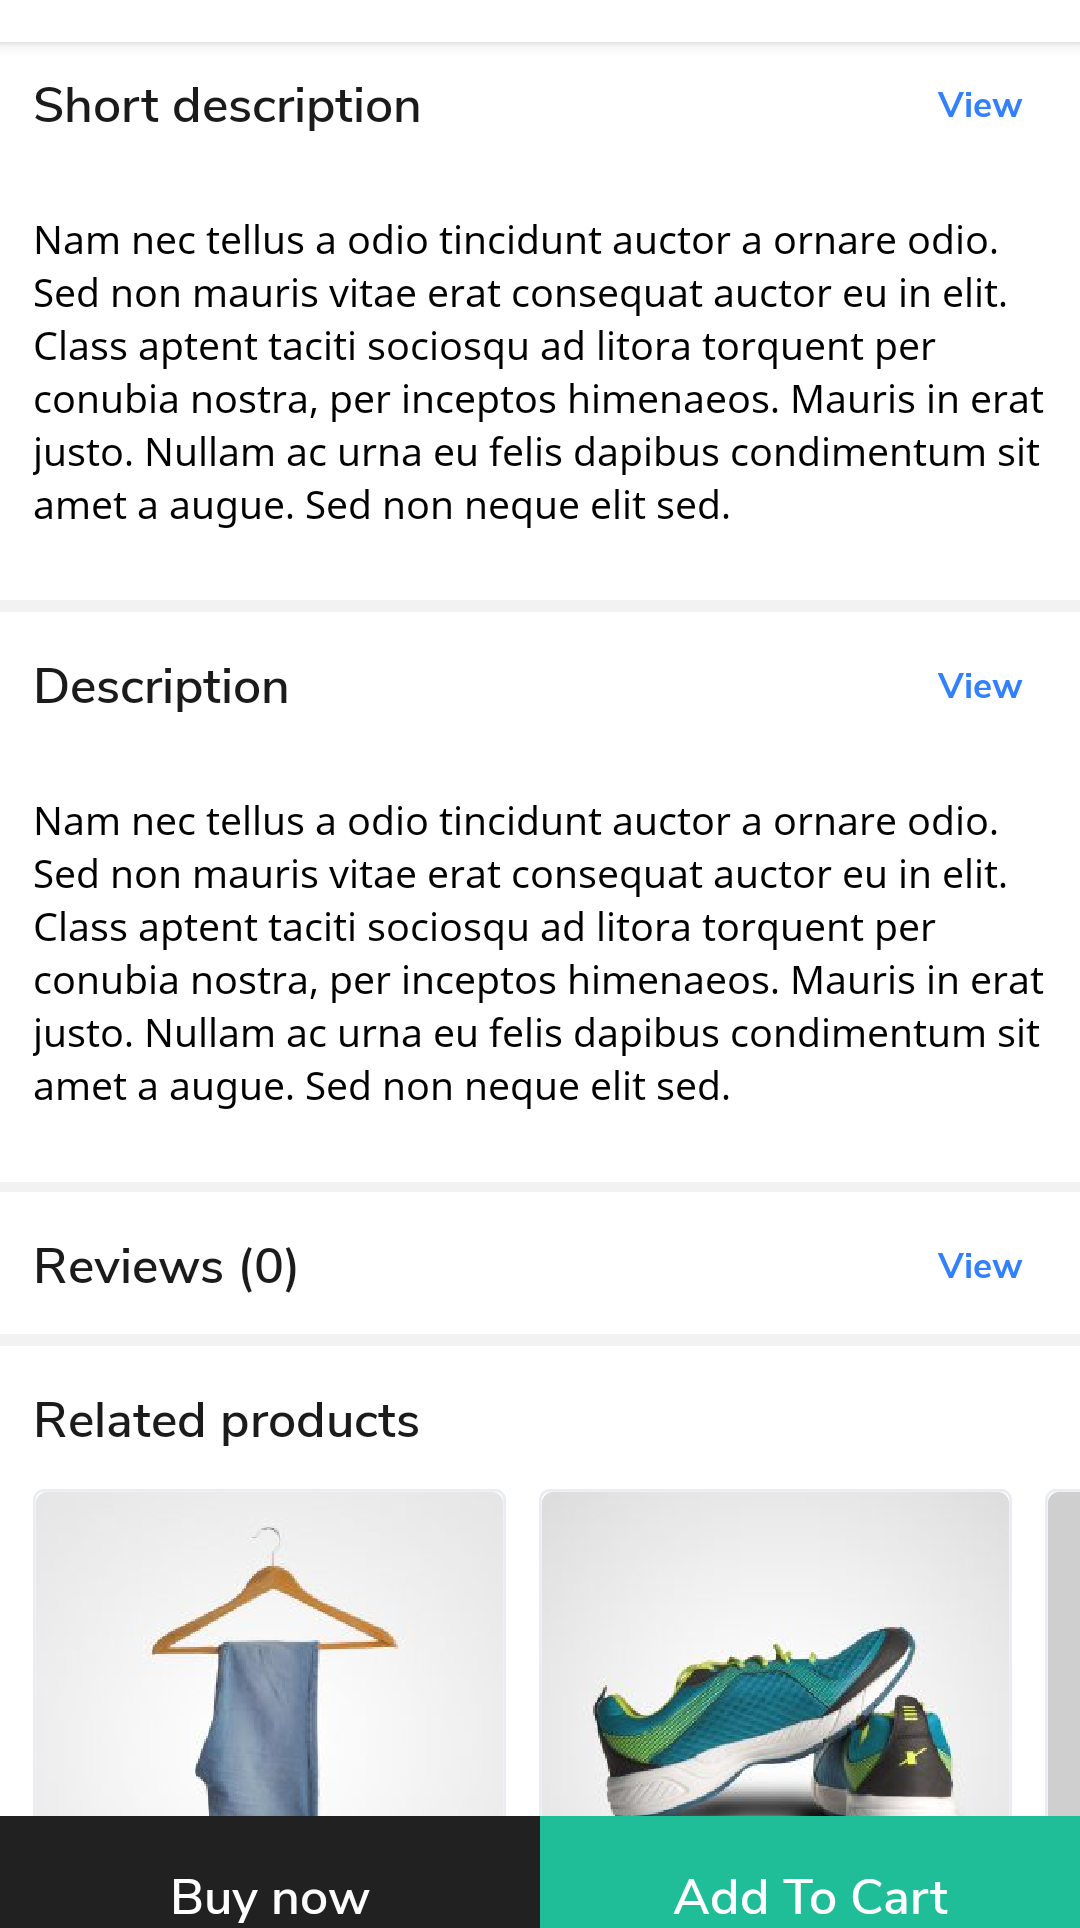 Short description
View
Nam nec tellus a odio tincidunt auctor a ornare odio.
Sed non mauris vitae erat consequat auctor eu in elit.
Class aptent taciti sociosqu ad litora torquent per
conubia nostra, per inceptos himenaeos. Mauris in erat
justo. Nullam ac urna eu felis dapibus condimentum sit
amet a augue. Sed non neque elit sed.
Description
View
Nam nec tellus a odio tincidunt auctor a ornare odio.
Sed non mauris vitae erat consequat auctor eu in elit.
Class aptent taciti sociosqu ad litora torquent per
conubia nostra, per inceptos himenaeos. Mauris in erat
justo. Nullam ac urna eu felis dapibus condimentum sit
amet a augue. Sed non neque elit sed.
Reviews (0)
View
Related products
Buy now
Add To Cart